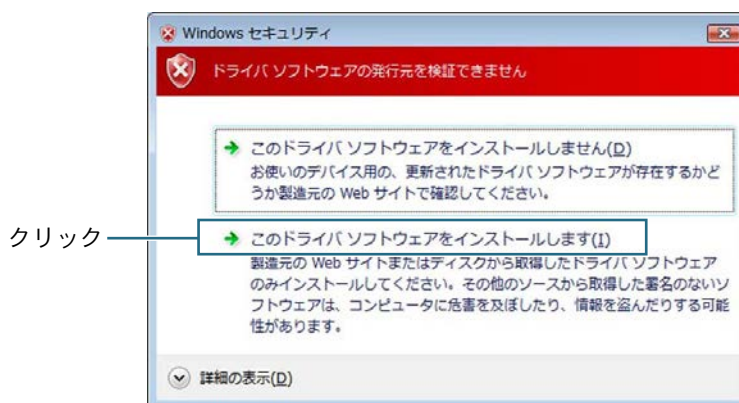 Windows セキュリティ
ドライバ ソフトウェアの発行元を検証できません
このドライバ ソフトウェアをインストールしません(D)
お使いのデバイス用の、更新されたドライバ ソフトウェアが存在するかど
うか製造元の Web サイトで確認してください。
クリック
このドライバ ソフトウェアをインストールします(I)
製造元の Web サイトまたはディスクから取得したドライバ ソフトウェア
のみインストールしてください。その他のソースから取得した署名のないソ
フトウェアは、コンピュータに危害を及ぼしたり、情報を盗んだりする可能
性があります。
詳細の表示(D)